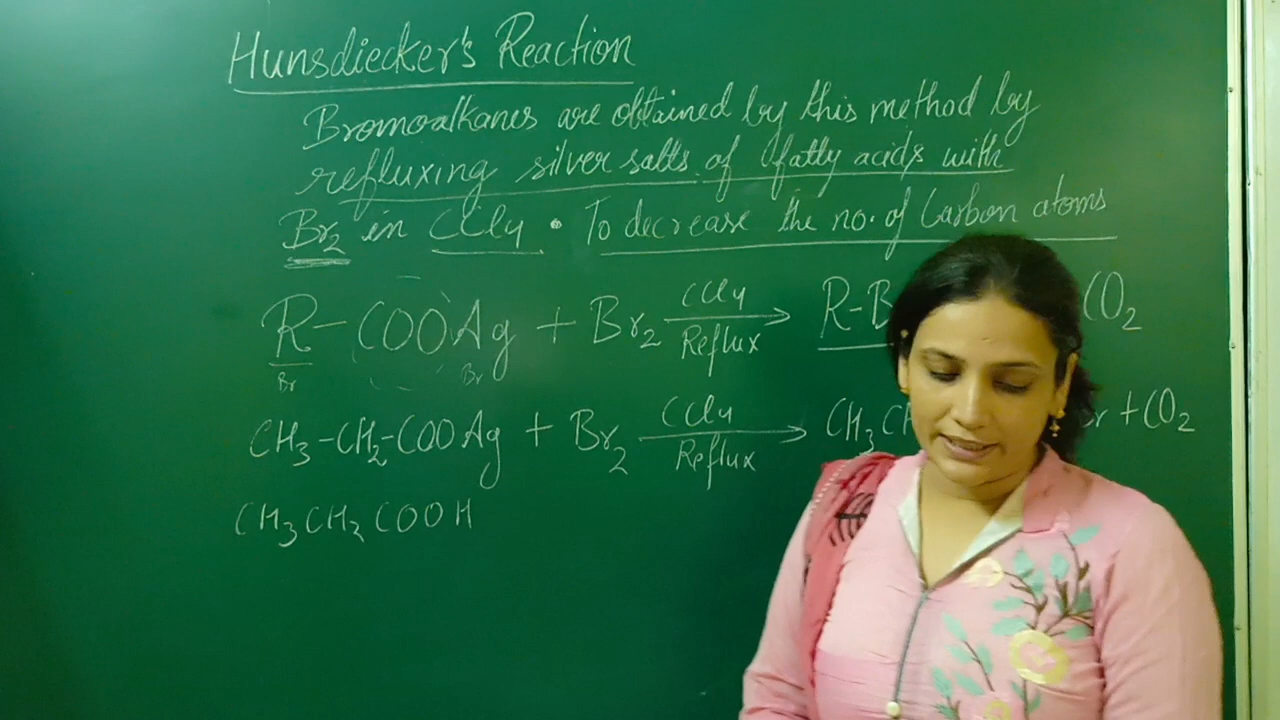 Hunsdiecker's Reaction
Bromoalkanes are obtained by this method by
refluxing silver salts of fatty acids with
Br2 in CCl4 • To decrease the no. of Carbon atoms
R-COOAg + Br2 CCl4 Reflux → R-B CO2
Br Br
CH3-CH2-COOAg + Br2 CCl4 Reflux → CH3 r + CO2
CH3CH2COOH